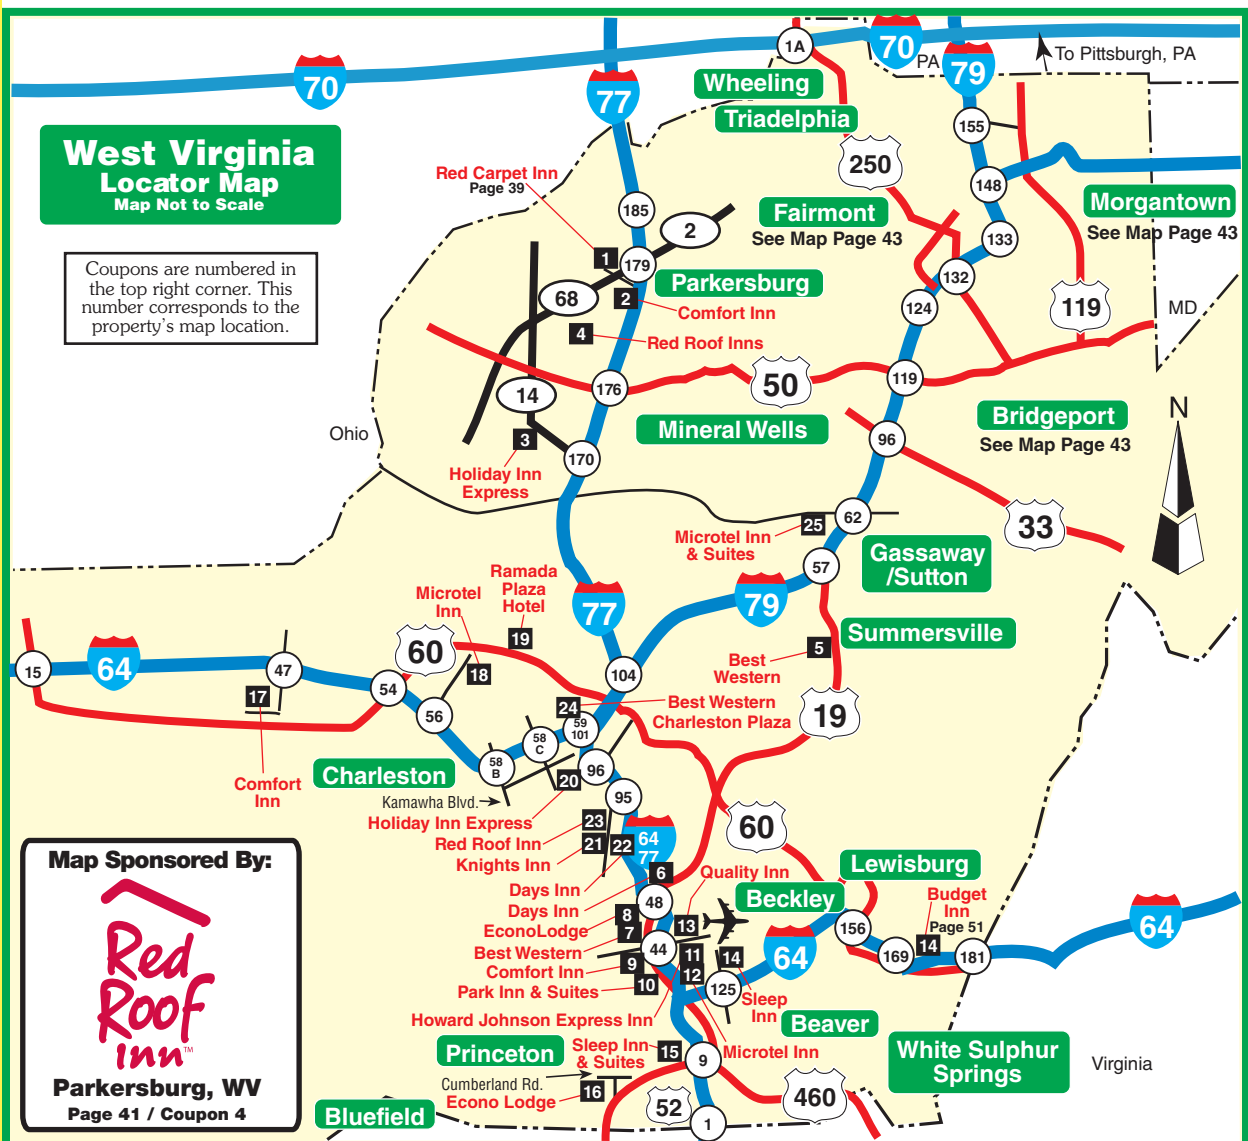 1A
70
70
PA
79
To Pittsburgh, PA
77
Wheeling
Triadelphia
155
West Virginia
Locator Map
Map Not to Scale
250
148
Red Carpet Inn
Page 39
185
Fairmont
See Map Page 43
Morgantown
See Map Page 43
2
133
1
179
Parkersburg
132
Coupons are numbered in
the top right corner. This
number corresponds to the
property's map location.
68
2
Comfort Inn
124
119
MD
4
Red Roof Inns
14
176
50
119
Ohio
Mineral Wells
Bridgeport
See Map Page 43
N
3
170
96
Holiday Inn
Express
Microtel Inn
& Suites
25
62
33
57
Gassaway
/Sutton
Ramada
Plaza
Hotel
Microtel
Inn
77
79
19
60
5
Summersville
Best
Western
15
64
47
54
18
104
17
56
24
Best Western
Charleston Plaza
19
58
C
59
101
58
B
Charleston
96
20
Comfort
Inn
Kamawha Blvd.
95
Holiday Inn Express
23
Red Roof Inn
21
22
64
77
Knights Inn
60
Lewisburg
6
Quality Inn
Days Inn
Days Inn
48
Beckley
Budget
Inn
Page 51
8
EconoLodge
7
13
156
64
Best Western
44
14
169
181
Comfort Inn
9
11
14
64
Park Inn & Suites
10
12
125
Sleep
Inn
Howard Johnson Express Inn
Beaver
Princeton
Sleep Inn
& Suites
15
9
Microtel Inn
White Sulphur
Springs
Virginia
Cumberland Rd.
Econo Lodge
16
52
460
Bluefield
1
Map Sponsored By:
Red
Roof
Inn™
Parkersburg, WV
Page 41 / Coupon 4